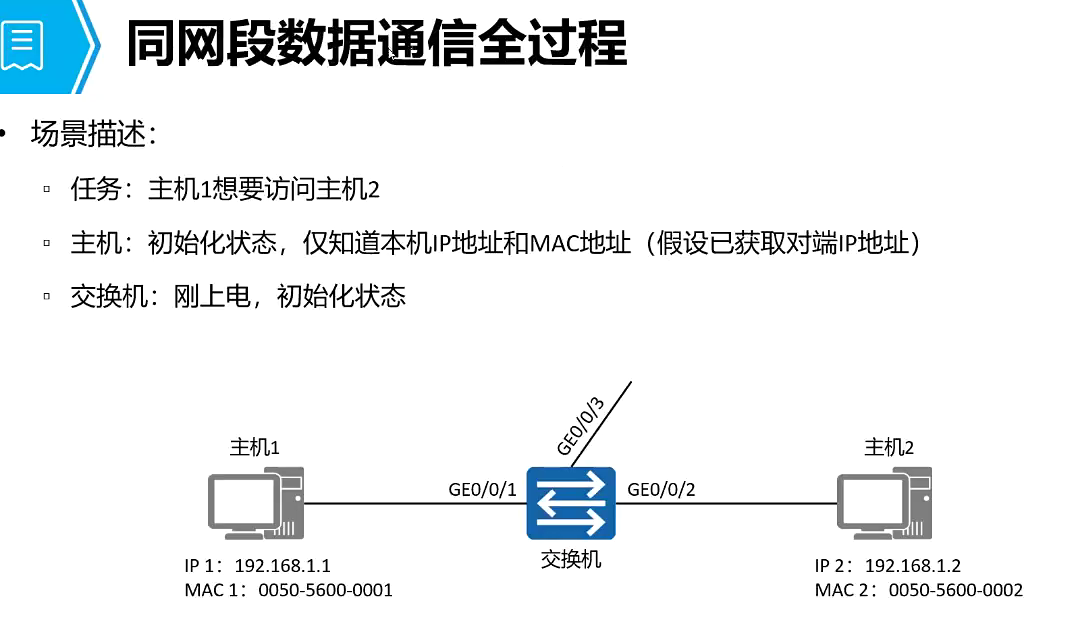 同网段数据通信全过程
• 场景描述：
▫ 任务：主机1想要访问主机2
▫ 主机：初始化状态，仅知道本机IP地址和MAC地址（假设已获取对端IP地址）
▫ 交换机：刚上电，初始化状态
GE0/0/3
主机1
主机2
GE0/0/1
GE0/0/2
交换机
IP 1：192.168.1.1
MAC 1：0050-5600-0001
IP 2：192.168.1.2
MAC 2：0050-5600-0002